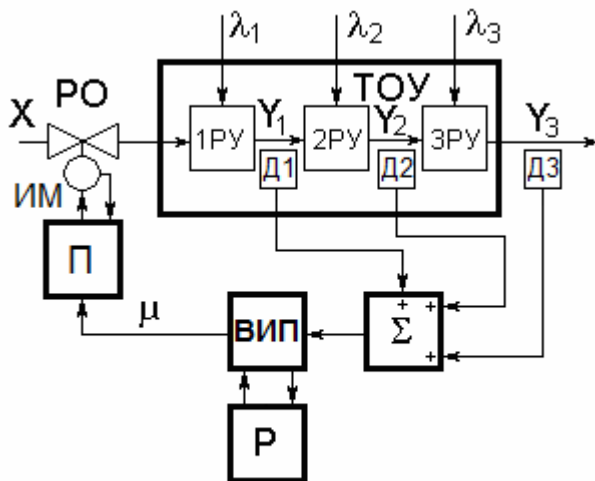 λ1 λ2 λ3
X РО ТОУ
1РУ Y1 2РУ Y2 3РУ Y3
Д1 Д2 Д3
ИМ
П
μ ВИП Σ + + +
Р